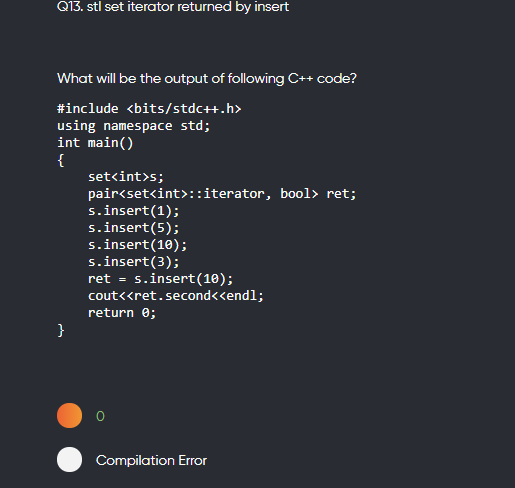 Q13. stl set iterator returned by insert
What will be the output of following C++ code?
#include <bits/stdc++.h>
using namespace std;
int main()
{
    set<int>s;
    pair<set<int>::iterator, bool> ret;
    s.insert(1);
    s.insert(5);
    s.insert(10);
    s.insert(3);
    ret = s.insert(10);
    cout<<ret.second<<endl;
    return 0;
}
0
Compilation Error